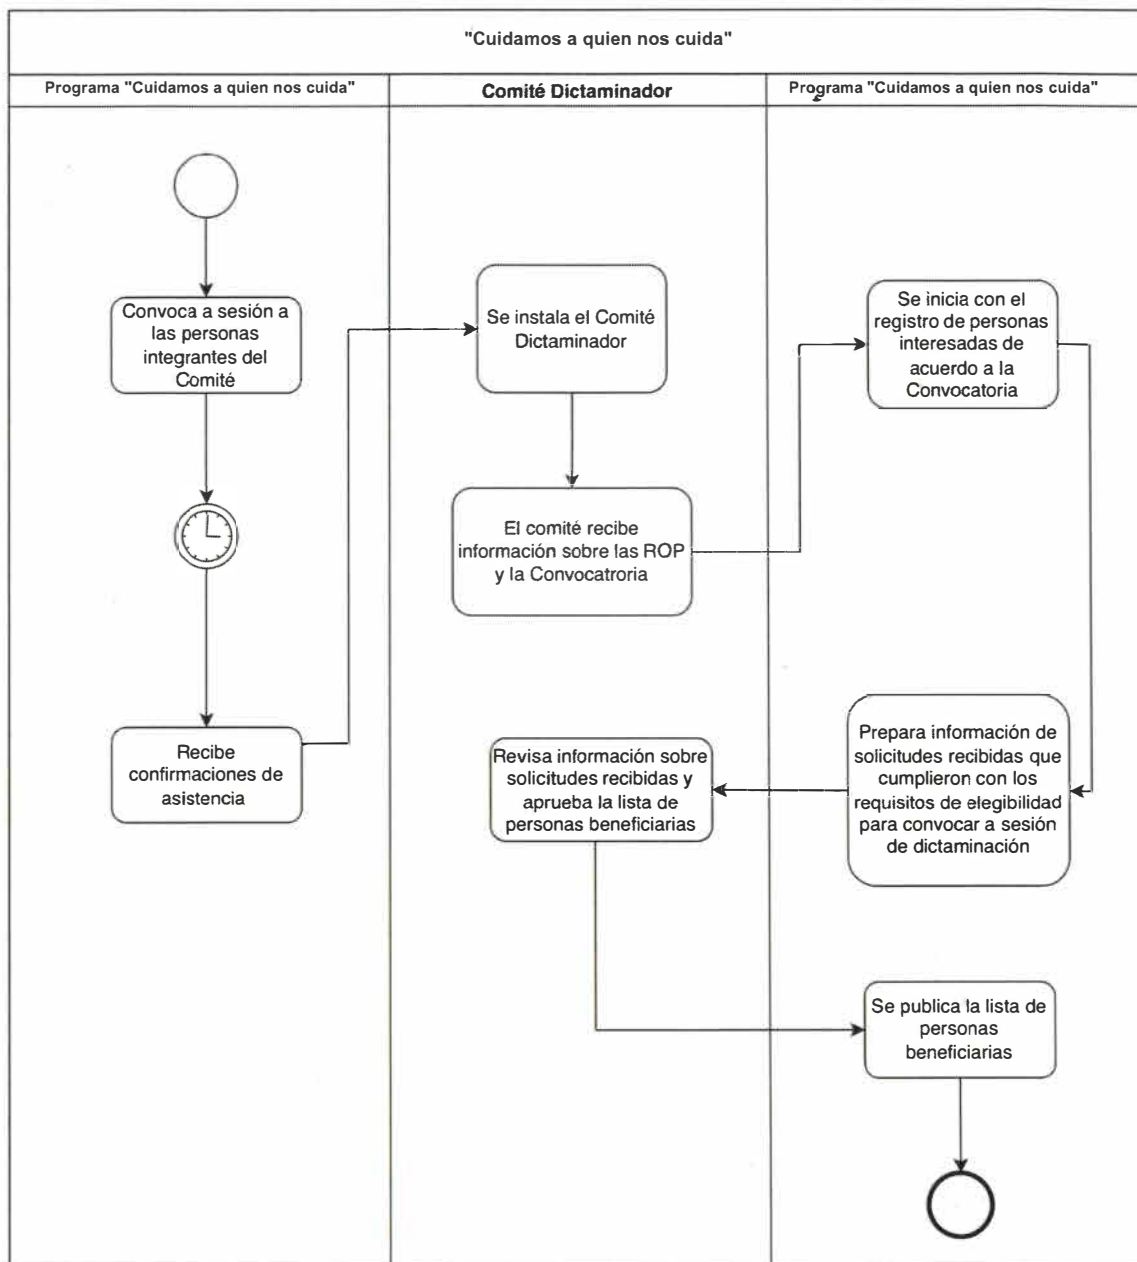 "Cuidamos a quien nos cuida"
Programa "Cuidamos a quien nos cuida"
Comité Dictaminador
Programa "Cuidamos a quien nos cuida"
Convoca a sesión a
las personas
integrantes del
Comité
Recibe
confirmaciones de
asistencia
Se instala el Comité
Dictaminador
El comité recibe
información sobre las ROP
y la Convocatroria
Se inicia con el
registro de personas
interesadas de
acuerdo a la
Convocatoria
Prepara información de
solicitudes recibidas que
cumplieron con los
requisitos de elegibilidad
para convocar a sesión
de dictaminación
Revisa información sobre
solicitudes recibidas y
aprueba la lista de
personas beneficiarias
Se publica la lista de
personas
beneficiarias